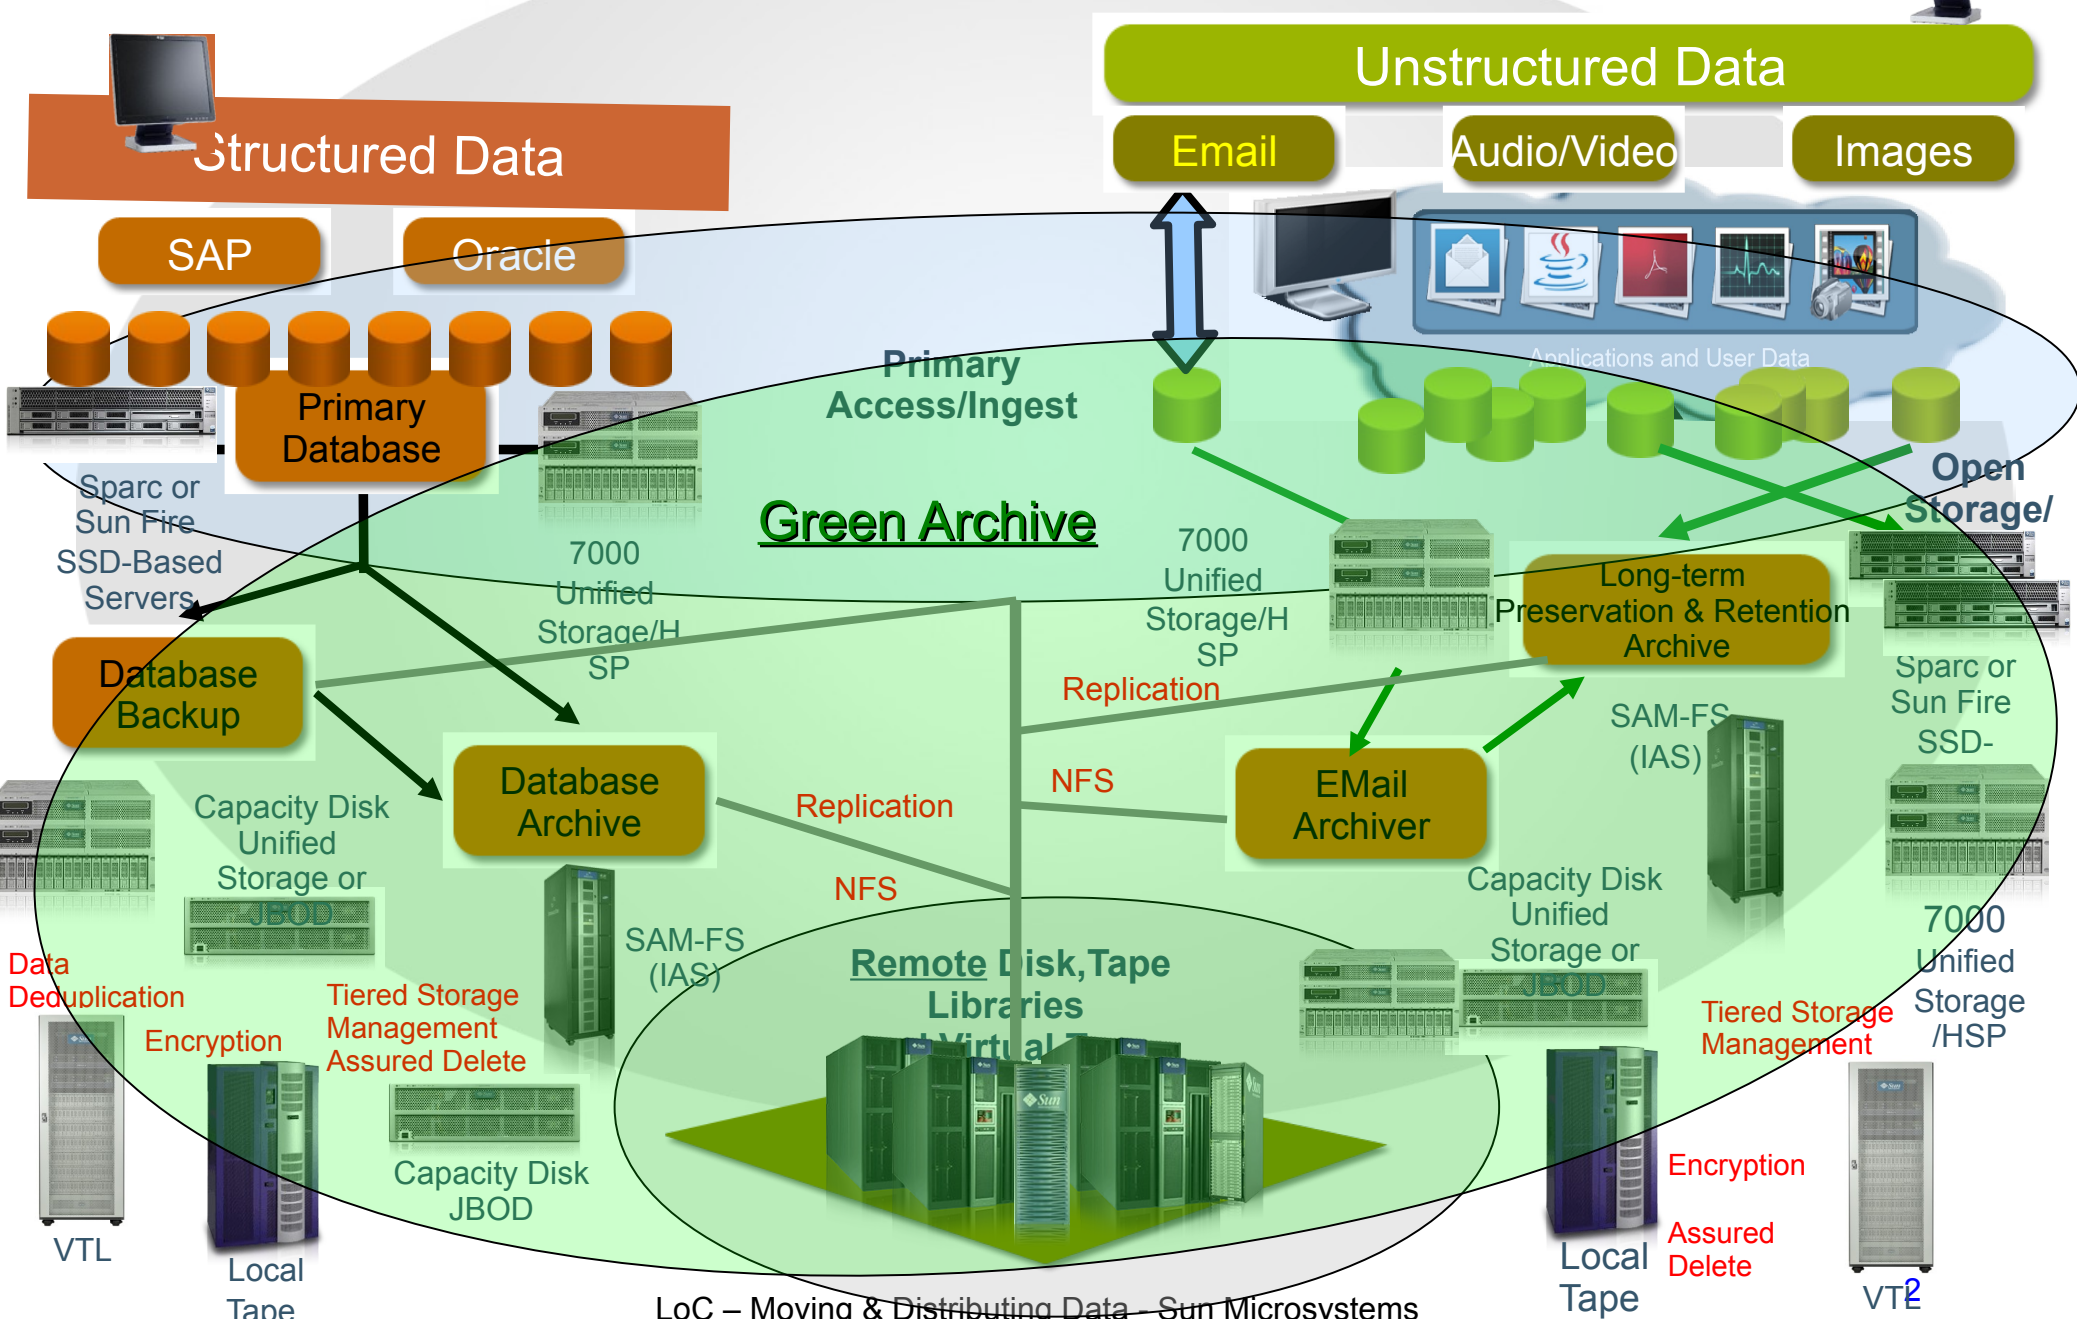 Unstructured Data
Structured Data
Email
Audio/Video
Images
SAP
Oracle
Applications and User Data
Primary
Access/Ingest
Primary
Database
Open
Storage/
Sparc or
Sun Fire
SSD-Based
Servers
Green Archive
7000
Unified
Storage/H
SP
7000
Unified
Storage/H
SP
Long-term
Preservation & Retention
Archive
Sparc or
Sun Fire
SSD-
Database
Backup
Replication
SAM-FS
(IAS)
Database
Archive
Replication
NFS
EMail
Archiver
Capacity Disk
Unified
Storage or
JBOD
NFS
Capacity Disk
Unified
Storage or
JBOD
7000
Unified
Storage
/HSP
SAM-FS
(IAS)
Remote Disk,Tape
Libraries
Virtual
Data
Deduplication
Encryption
Tiered Storage
Management
Assured Delete
Tiered Storage
Management
Sun
Capacity Disk
JBOD
Encryption
Assured
Delete
VTL
Local
Tape
Local
Tape
VTL
2
LoC – Moving & Distributing Data - Sun Microsystems